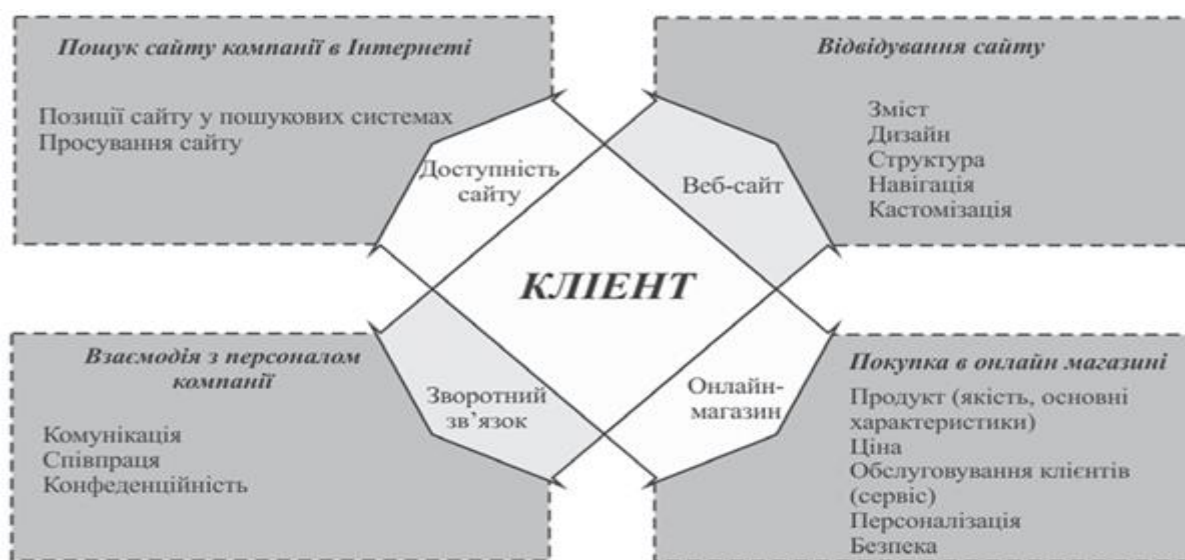 Пошук сайту компанії в Інтернеті
Позиції сайту у пошукових системах
Просування сайту
Доступність
сайту
Відвідування сайту
Зміст
Дизайн
Структура
Навігація
Кастомізація
Веб-сайт
КЛІЕНТ
Взаємодія з персоналом
компанії
Комунікація
Співпраця
Конфеденційність
Зворотний
зв’язок
Онлайн-
магазин
Покупка в онлайн магазині
Продукт (якість, основні
характеристики)
Ціна
Обслуговування клієнтів
(сервіс)
Персоналізація
Безпека